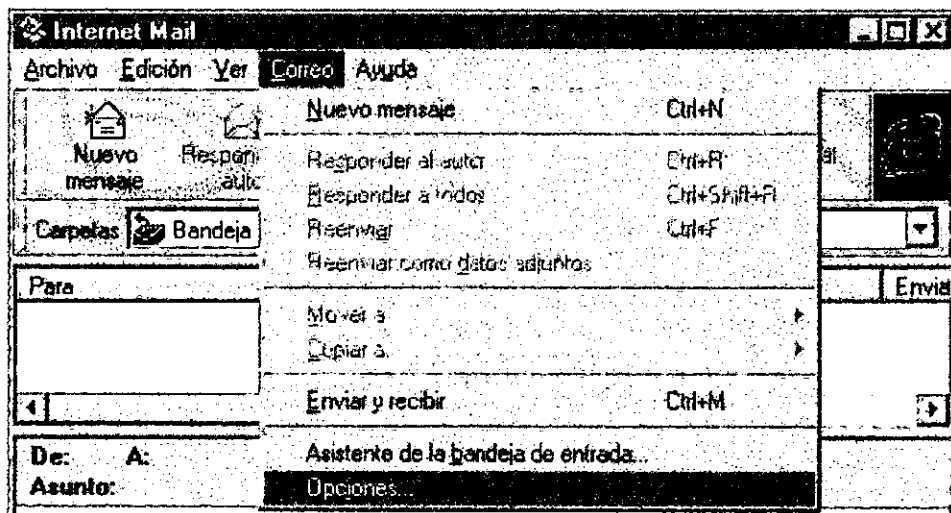 Internet Mail
Archivo Edición Ver Correo Ayuda
Nuevo mensaje Ctrl+N
Nuevo
mensaje
Responder al autor Ctrl+R
Responder a todos Ctrl+Shift+R
Carpetas Bandeja
Reenviar Ctrl+F
Reenviar como datos adjuntos
Para Envia
Mover a
Copiar a
Enviar y recibir Ctrl+M
De: A:
Asistente de la bandeja de entrada...
Asunto:
Opciones...